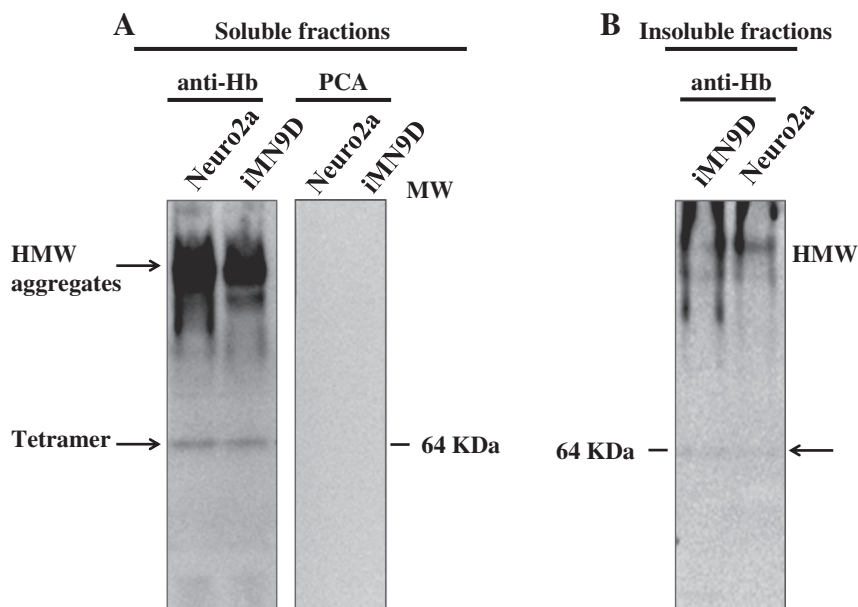 A
Soluble fractions
anti-Hb
PCA
Neuro2a
iMN9D
Neuro2a
iMN9D
MW
HMW
aggregates
Tetramer
64 KDa
B
Insoluble fractions
anti-Hb
iMN9D
Neuro2a
HMW
64 KDa